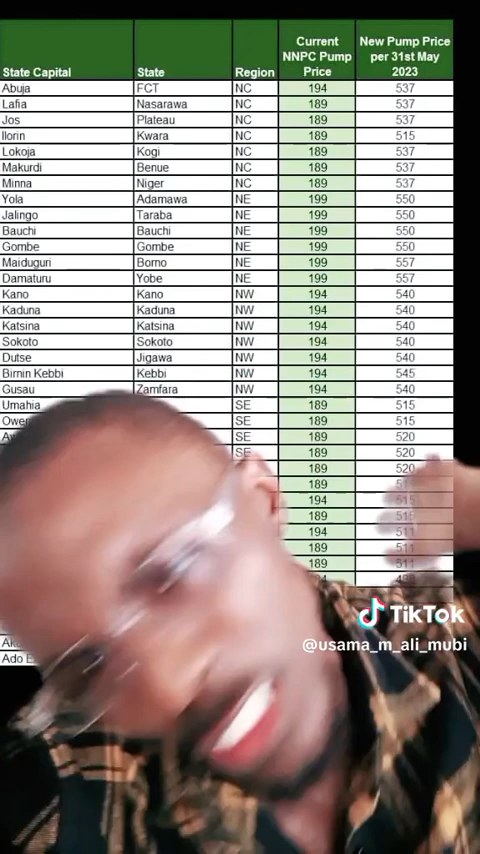 Current New Pump Price
NNPC Pump per 31st May
State Capital State Region Price 2023
Abuja FCT NC 194 537
Lafia Nasarawa NC 189 537
Jos Plateau NC 189 537
Ilorin Kwara NC 189 515
Lokoja Kogi NC 189 537
Makurdi Benue NC 189 537
Minna Niger NC 189 537
Yola Adamawa NE 199 550
Jalingo Taraba NE 199 550
Bauchi Bauchi NE 199 550
Gombe Gombe NE 199 550
Maiduguri Borno NE 199 557
Damaturu Yobe NE 199 557
Kano Kano NW 194 540
Kaduna Kaduna NW 194 540
Katsina Katsina NW 194 540
Sokoto Sokoto NW 194 540
Dutse Jigawa NW 194 540
Birnin Kebbi Kebbi NW 194 545
Gusau Zamfara NW 194 540
Umahia SE 189 515
SE 189 515
SE 189 520
SE 189 520
189 520
189
194 515
189 515
194 511
189 511
189 511
TikTok
@usama_m_ali_mubi
Ado